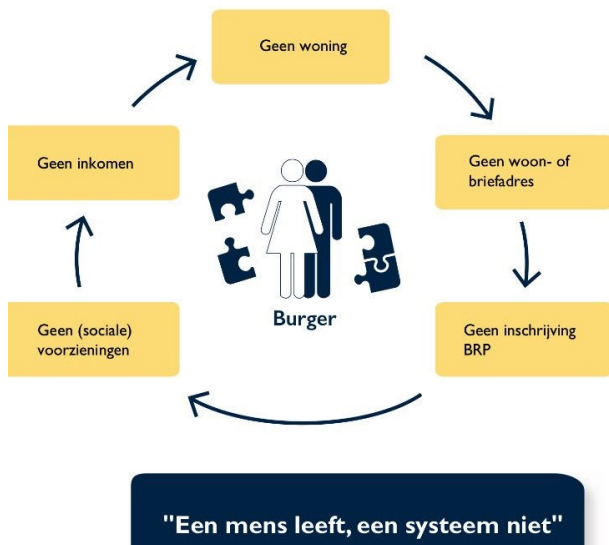 Geen woning
Geen woon- of
briefadres
Geen inschrijving
BRP
Geen (sociale)
voorzieningen
Geen inkomen
Burger
"Een mens leeft, een systeem niet"